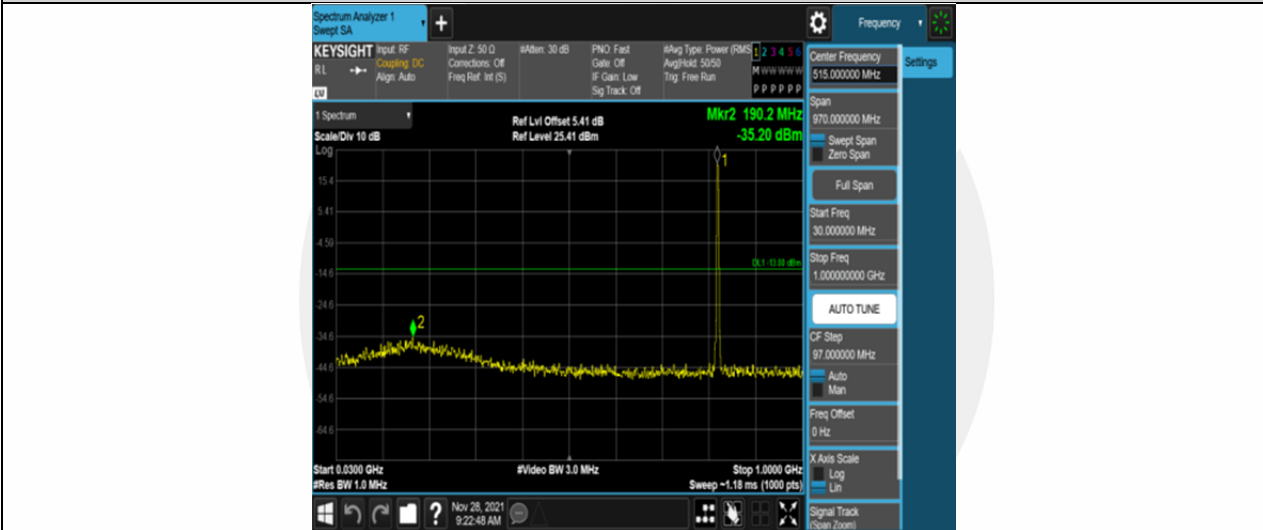 Spectrum Analyzer 1
Swept SA
+
Frequency
KEYSIGHT
RL
LV
Input: RF
Coupling: DC
Align: Auto
Input Z: 50 Ω
Corrections: Off
Freq Ref: Int (S)
#Atten: 30 dB
PNO: Fast
Gate: Off
IF Gain: Low
Sig Track: Off
#Avg Type: Power (RMS
Avg|Hold: 50/50
Trig: Free Run
1 2 3 4 5 6
M W W W W W
P P P P P P
Settings
1 Spectrum
Scale/Div 10 dB
Ref Lvl Offset 5.41 dB
Ref Level 25.41 dBm
Mkr2 190.2 MHz
-35.20 dBm
Log
15.4
5.41
-4.59
-14.6
-24.6
-34.6
-44.6
-54.6
-64.6
1
DL1 -13.00 dBm
2
Start 0.0300 GHz
#Res BW 1.0 MHz
#Video BW 3.0 MHz
Stop 1.0000 GHz
Sweep ~1.18 ms (1000 pts)
Center Frequency
515.000000 MHz
Span
970.000000 MHz
Swept Span
Zero Span
Full Span
Start Freq
30.000000 MHz
Stop Freq
1.000000000 GHz
AUTO TUNE
CF Step
97.000000 MHz
Auto
Man
Freq Offset
0 Hz
X Axis Scale
Log
Lin
Signal Track
(Span Zoom)
?
Nov 28, 2021
9:22:48 AM